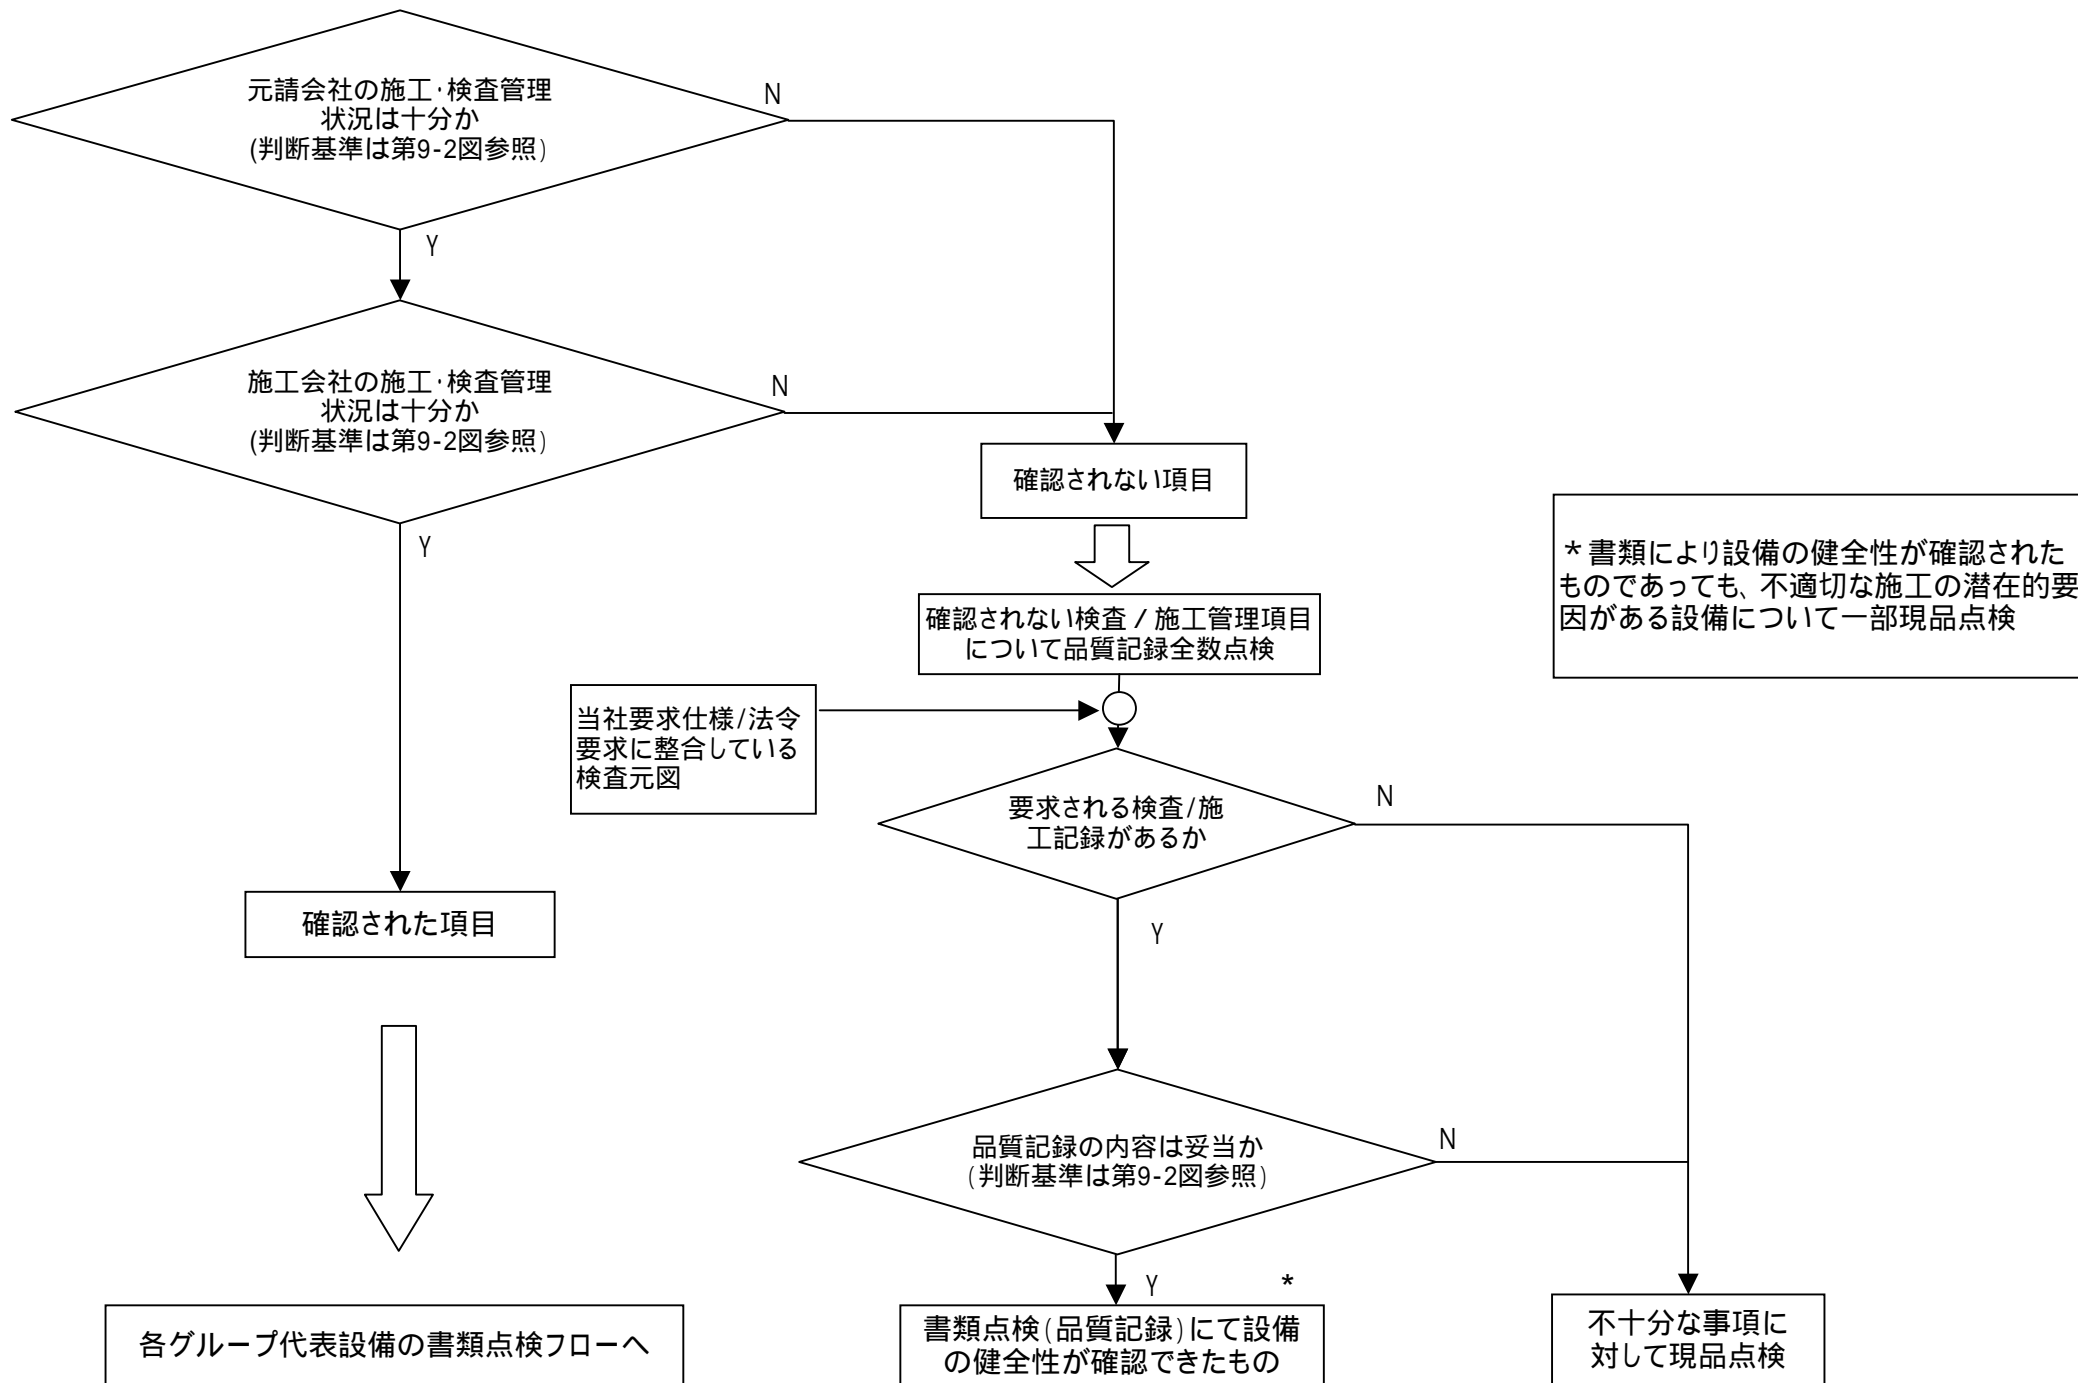 元請会社の施工・検査管理
状況は十分か
(判断基準は第9-2図参照)
N
Y
施工会社の施工・検査管理
状況は十分か
(判断基準は第9-2図参照)
N
Y
確認されない項目
*書類により設備の健全性が確認された
ものであっても、不適切な施工の潜在的要
因がある設備について一部現品点検
確認されない検査/施工管理項目
について品質記録全数点検
当社要求仕様/法令
要求に整合している
検査元図
要求される検査/施
工記録があるか
N
Y
確認された項目
品質記録の内容は妥当か
(判断基準は第9-2図参照)
N
Y
*
各グループ代表設備の書類点検フローへ
書類点検(品質記録)にて設備
の健全性が確認できたもの
不十分な事項に
対して現品点検